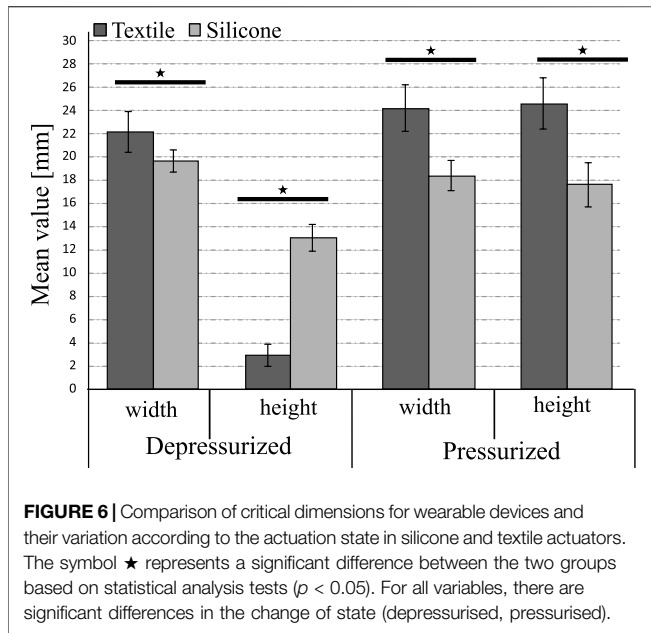 Textile Silicone
30
28
26
24
22
20
18
16
14
12
10
8
6
4
2
0
Mean value [mm]
★
★
★
★
width height width height
Depressurized Pressurized
FIGURE 6 | Comparison of critical dimensions for wearable devices and
their variation according to the actuation state in silicone and textile actuators.
The symbol ★ represents a significant difference between the two groups
based on statistical analysis tests (p < 0.05). For all variables, there are
significant differences in the change of state (depressurised, pressurised).